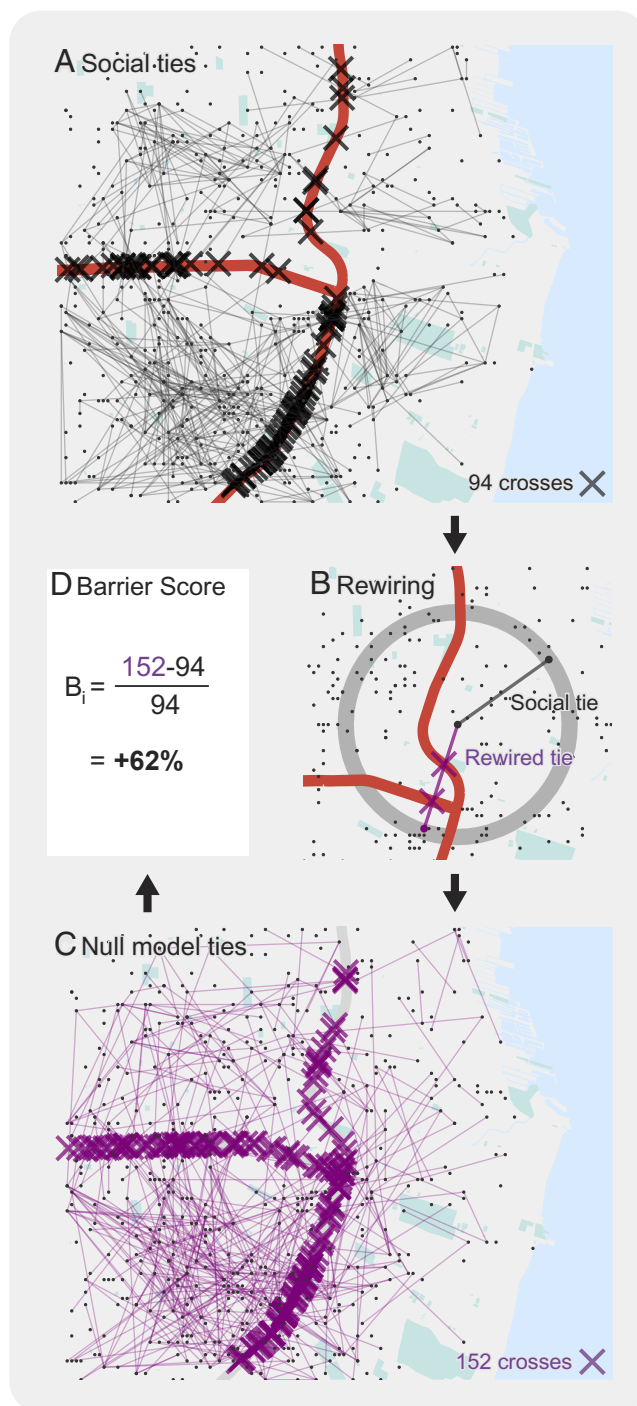 A Social ties
94 crosses
D Barrier Score
Bi = 152-94
94
= +62%
B Rewiring
Social tie
Rewired tie
C Null model ties
152 crosses